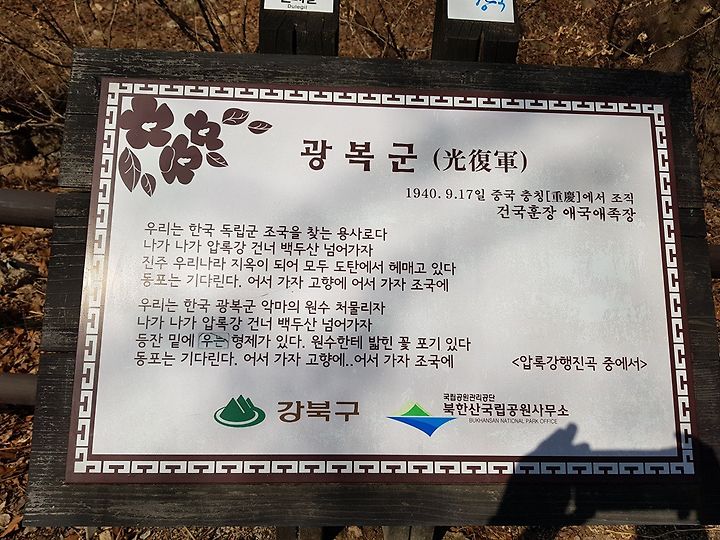 Dulegil
광복군 (光復軍)
1940. 9.17일 중국 충칭[重慶]에서 조직
건국훈장 애국애족장
우리는 한국 독립군 조국을 찾는 용사로다
나가 나가 압록강 건너 백두산 넘어가자
진주 우리나라 지옥이 되어 모두 도탄에서 헤매고 있다
동포는 기다린다. 어서 가자 고향에 어서 가자 조국에
우리는 한국 광복군 악마의 원수 처물리자
나가 나가 압록강 건너 백두산 넘어가자
등잔 밑에 우는 형제가 있다. 원수한테 밟힌 꽃 포기 있다
동포는 기다린다. 어서 가자 고향에..어서 가자 조국에
<압록강행진곡 중에서>
강북구
국립공원관리공단
북한산국립공원사무소
BUKHANSAN NATIONAL PARK OFFICE